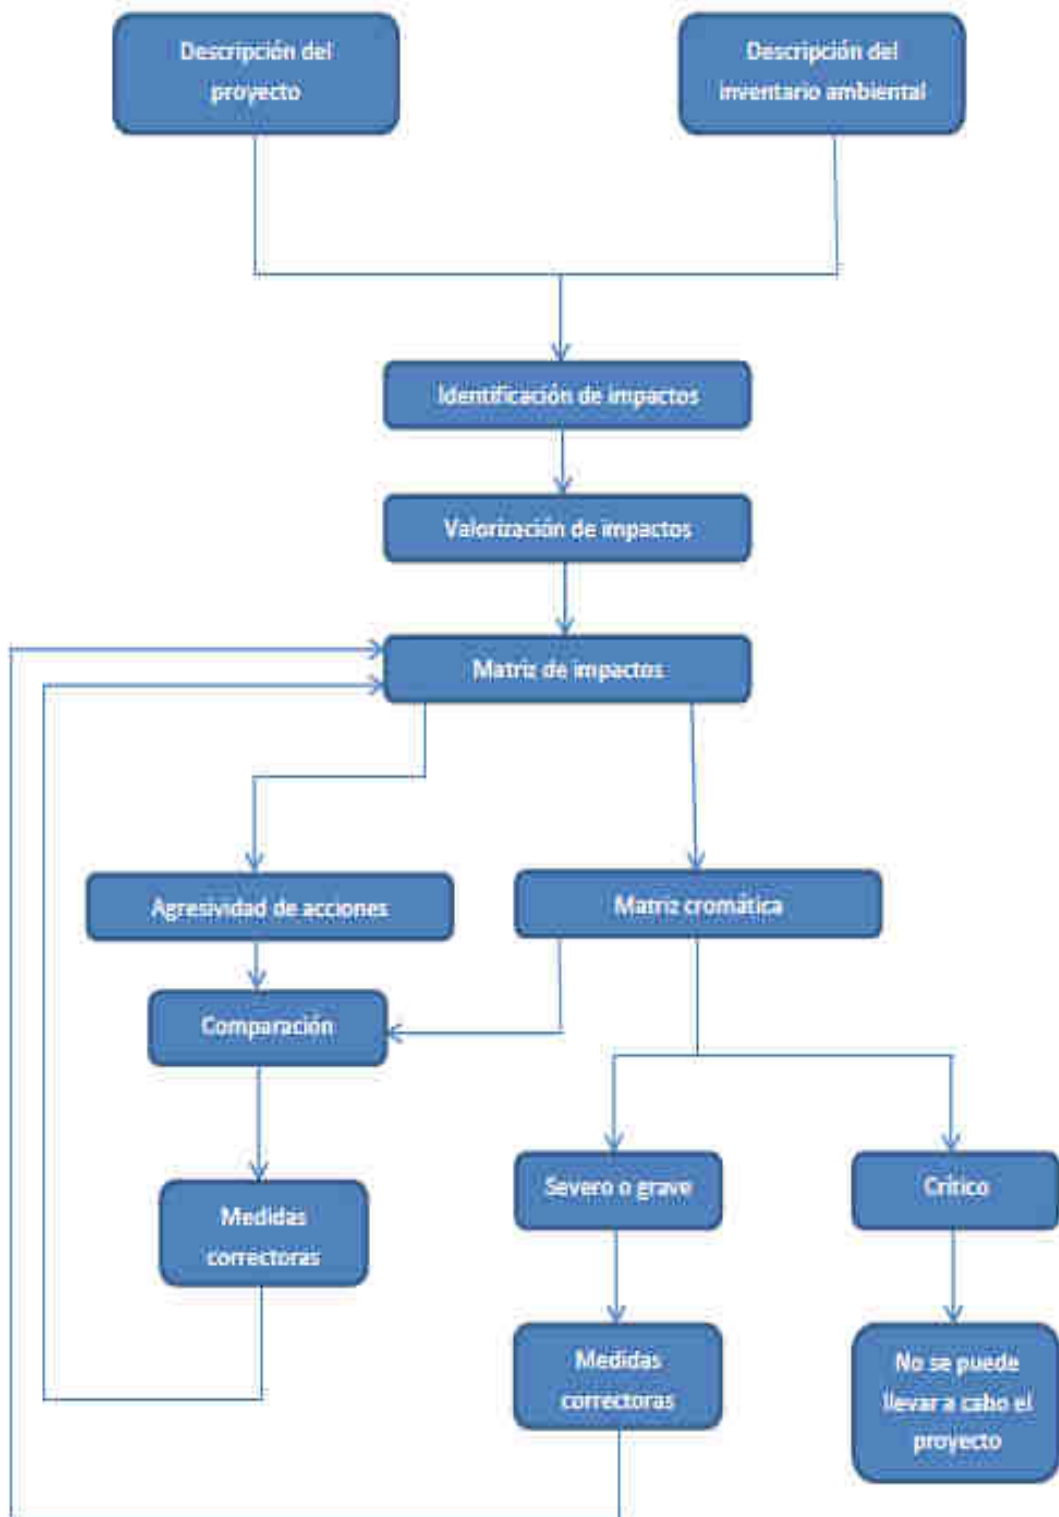 Descripción del
proyecto
Descripción del
inventario ambiental
Identificación de impactos
Valorización de impactos
Matriz de impactos
Agresividad de acciones
Matriz cromática
Comparación
Severo o grave
Crítico
Medidas
correctoras
Medidas
correctoras
No se puede
llevar a cabo el
proyecto